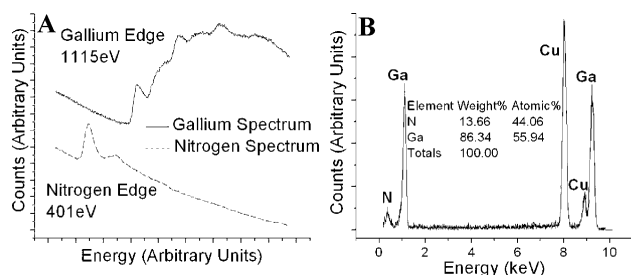 A
Gallium Edge
1115eV
Gallium Spectrum
Nitrogen Spectrum
Nitrogen Edge
401eV
Counts (Arbitrary Units)
Energy (Arbitrary Units)
B
Cu
Ga
Ga
Element Weight% Atomic%
N 13.66 44.06
Ga 86.34 55.94
Totals 100.00
Cu
N
Counts (Arbitrary Units)
0 2 4 6 8 10
Energy (keV)